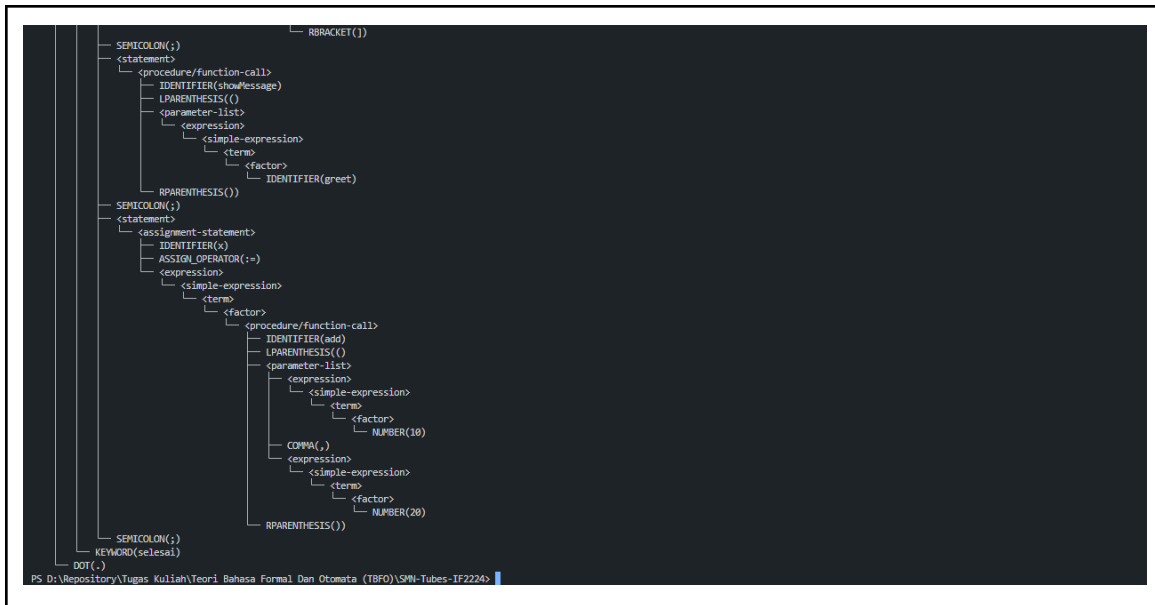 RBRACKET(])
SEMICOLON(;)
<statement>
<procedure/function-call>
IDENTIFIER(showMessage)
LPARENTHESIS(()
<parameter-list>
<expression>
<simple-expression>
<term>
<factor>
IDENTIFIER(greet)
RPARENTHESIS())
SEMICOLON(;)
<statement>
<assignment-statement>
IDENTIFIER(x)
ASSIGN_OPERATOR(:=)
<expression>
<simple-expression>
<term>
<factor>
<procedure/function-call>
IDENTIFIER(add)
LPARENTHESIS(()
<parameter-list>
<expression>
<simple-expression>
<term>
<factor>
NUMBER(10)
COMMA(,)
<expression>
<simple-expression>
<term>
<factor>
NUMBER(20)
RPARENTHESIS())
SEMICOLON(;)
KEYWORD(selesai)
DOT(.)
PS D:\Repository\Tugas Kuliah\Teori Bahasa Formal Dan Otomata (TBFO)\SMN-Tubes-IF2224>